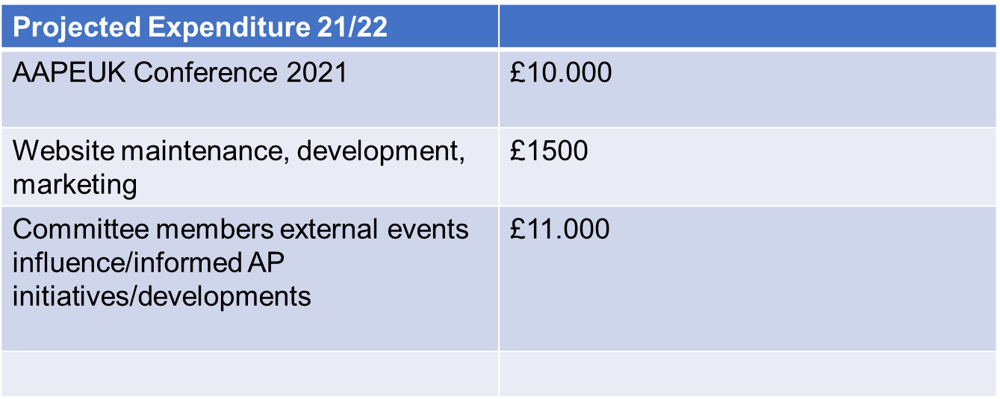 Projected Expenditure 21/22
AAPEUK Conference 2021 £10.000
Website maintenance, development, £1500
marketing
Committee members external events £11.000
influence/informed AP
initiatives/developments